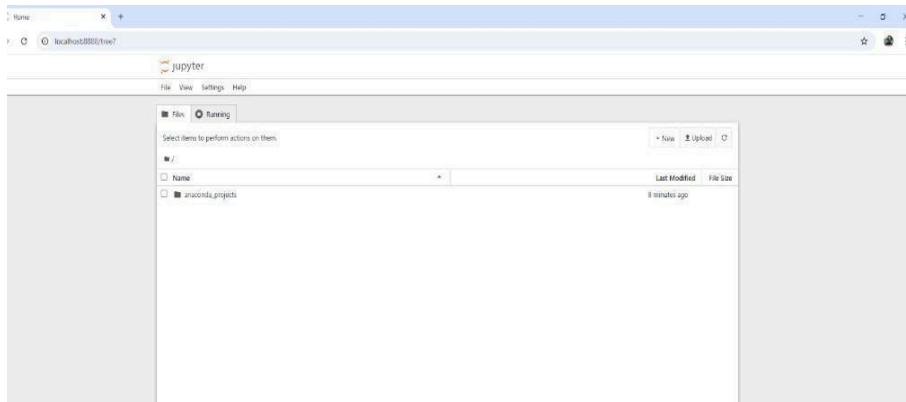 Home
localhost:8888/tree?
jupyter
File View Settings Help
Files Running
Select items to perform actions on them.
New Upload
/
Name Last Modified File Size
anaconda_projects 8 minutes ago